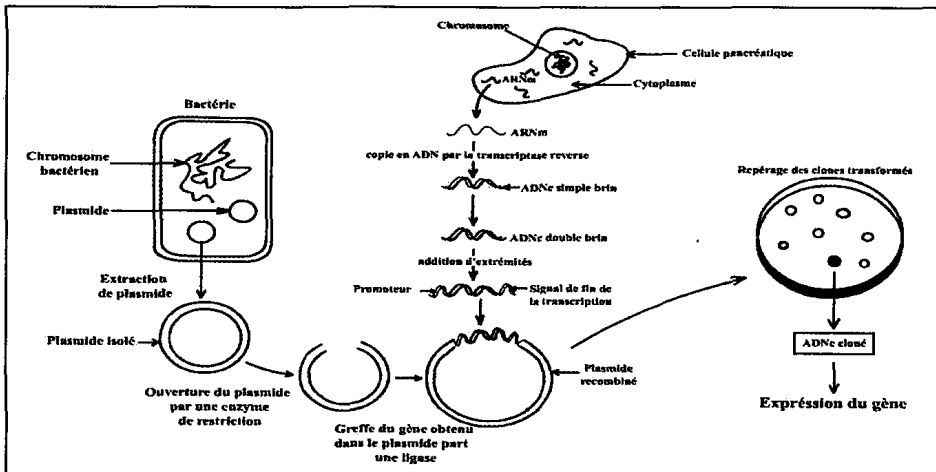 Chromosome
Cellule pancréatique
ARNm
Cytoplasme
Bactérie
ARNm
Chromosome
bactérien
copie en ADN par la transcriptase reverse
Repérage des clones transformés
ADNc simple brin
Plasmide
ADNc double brin
addition d'extrémités
Extraction
de plasmide
Promoteur
Signal de fin de
la transcription
Plasmide isolé
ADNc cloné
Plasmide
recombiné
Ouverture du plasmide
par une enzyme
de restriction
Expréssion du gène
Greffe du gène obtenu
dans le plasmide part
une ligase